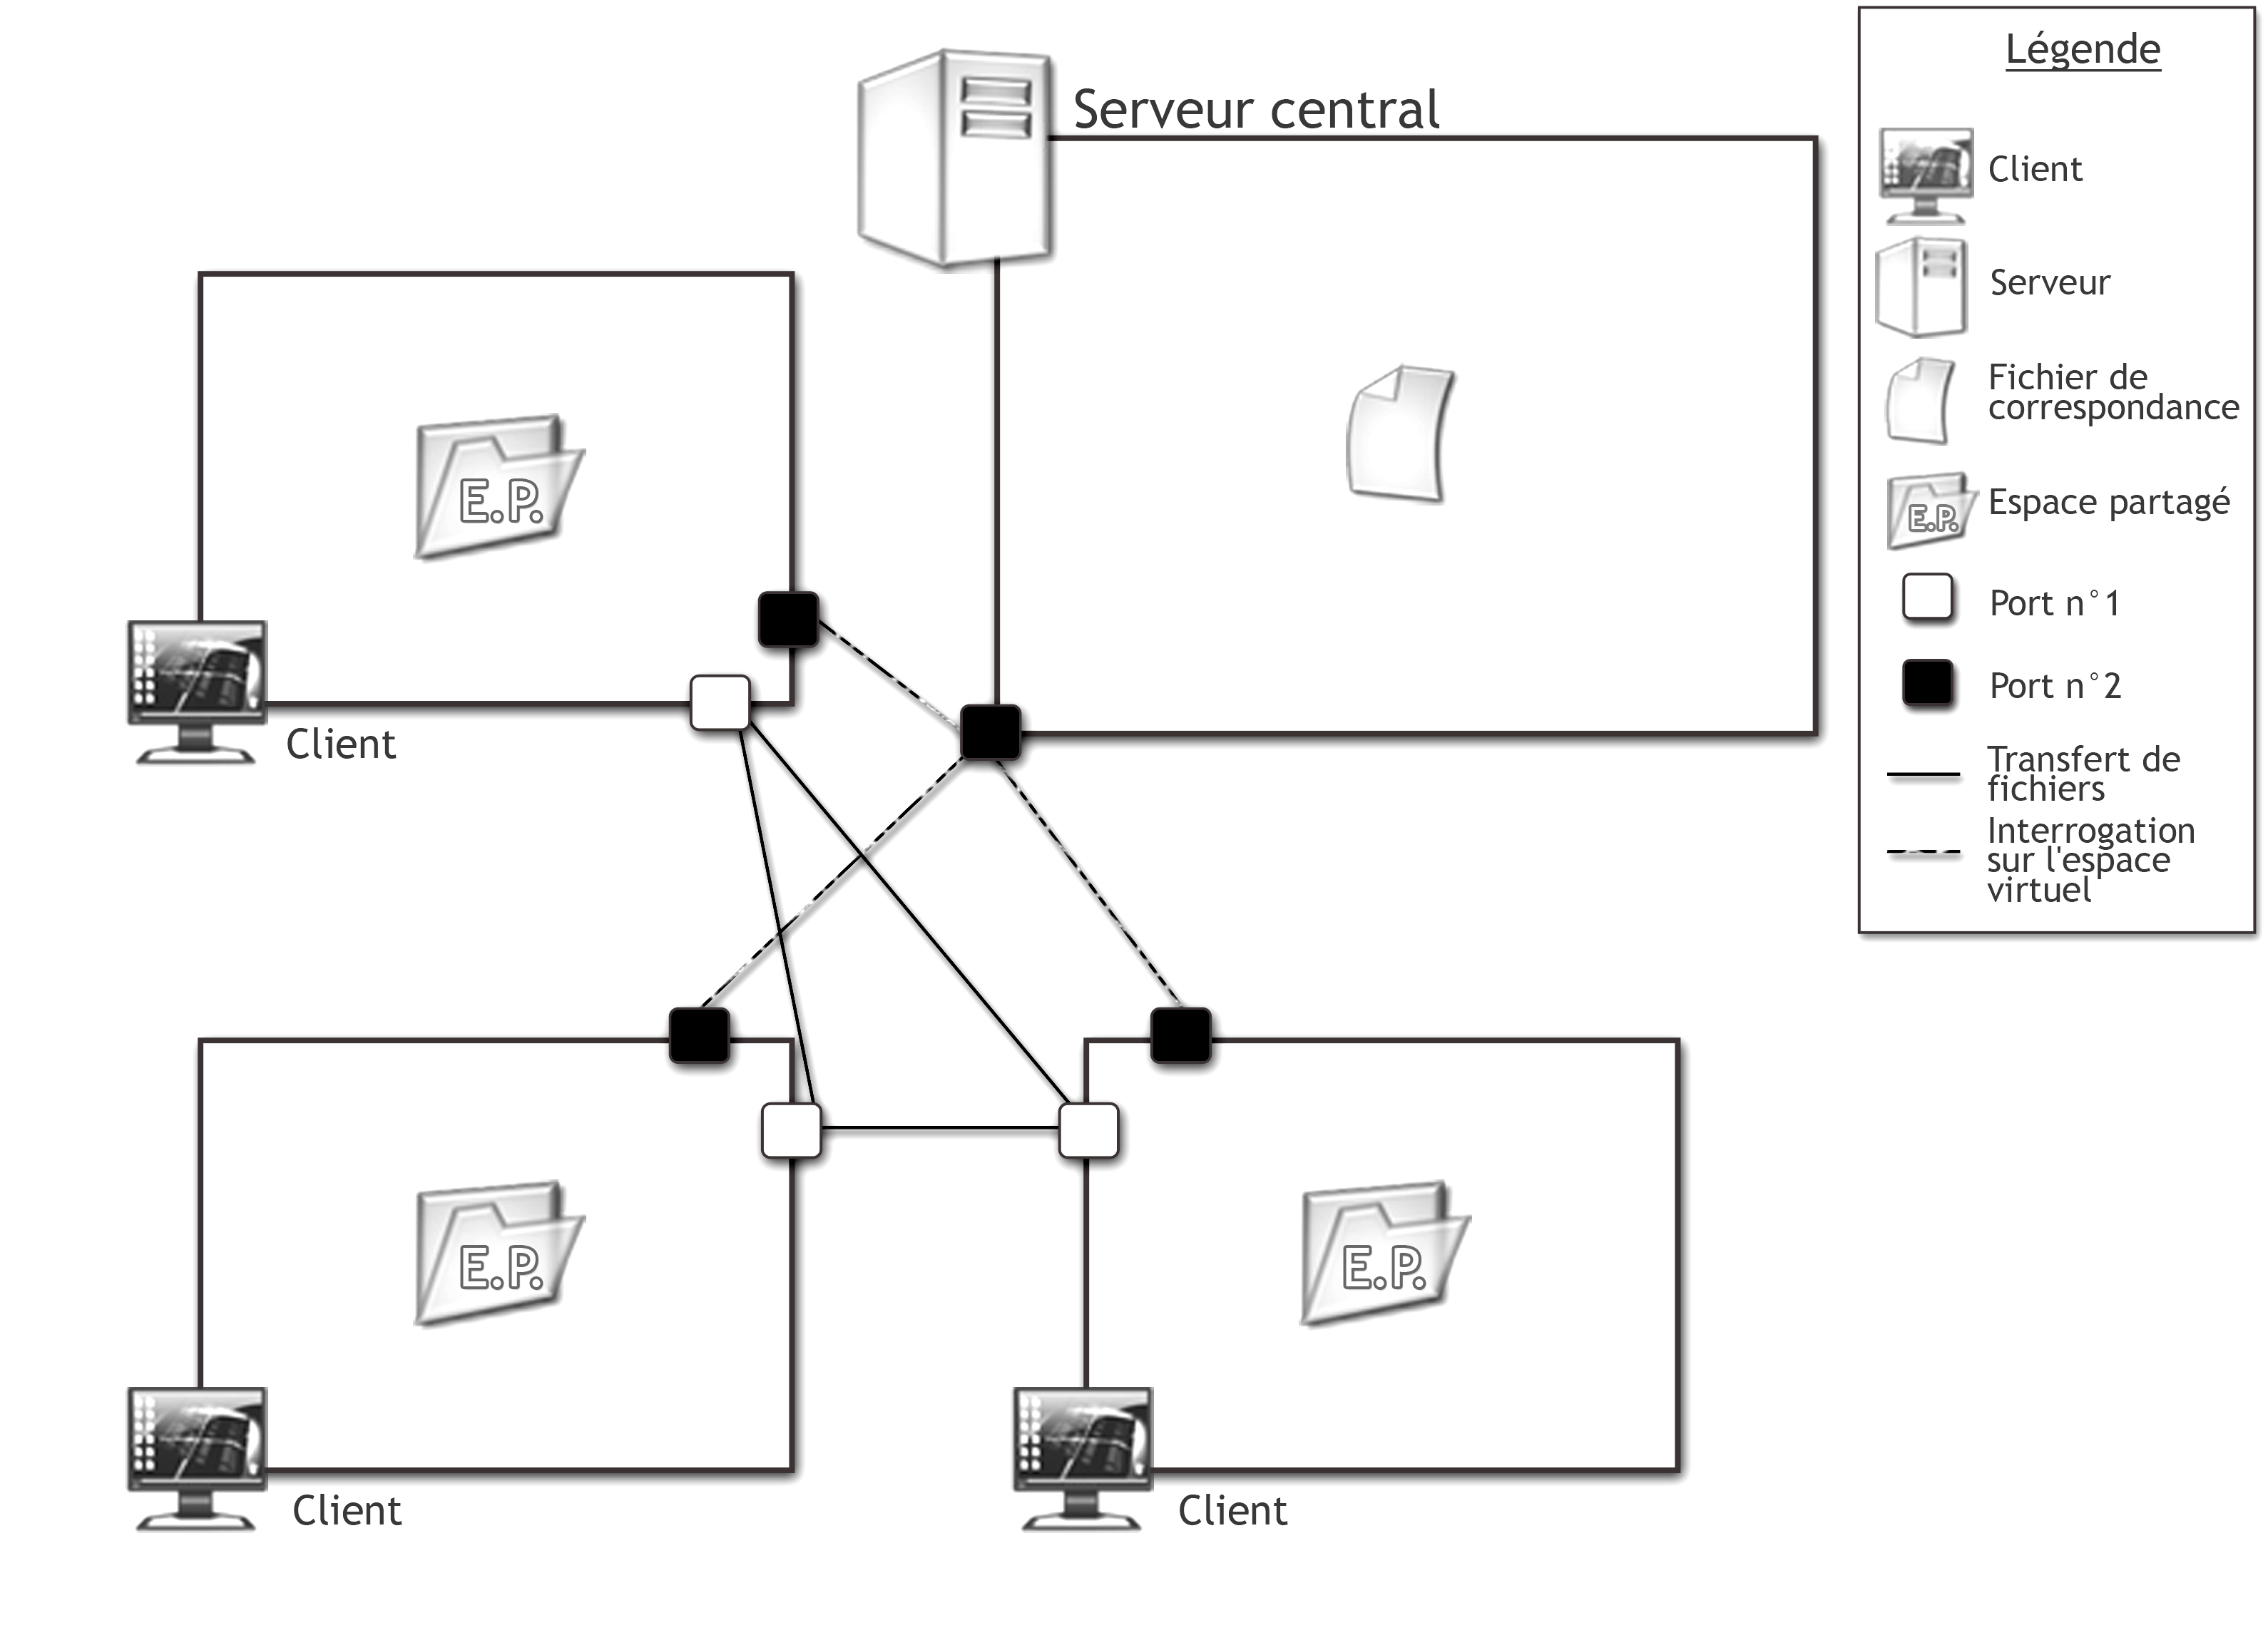 Légende
Serveur central
Client
Serveur
Fichier de
correspondance
E.P.
E.P.
Espace partagé
Port n°1
Port n°2
Client
Transfert de
fichiers
Interrogation
sur l'espace
virtuel
E.P.
E.P.
Client
Client